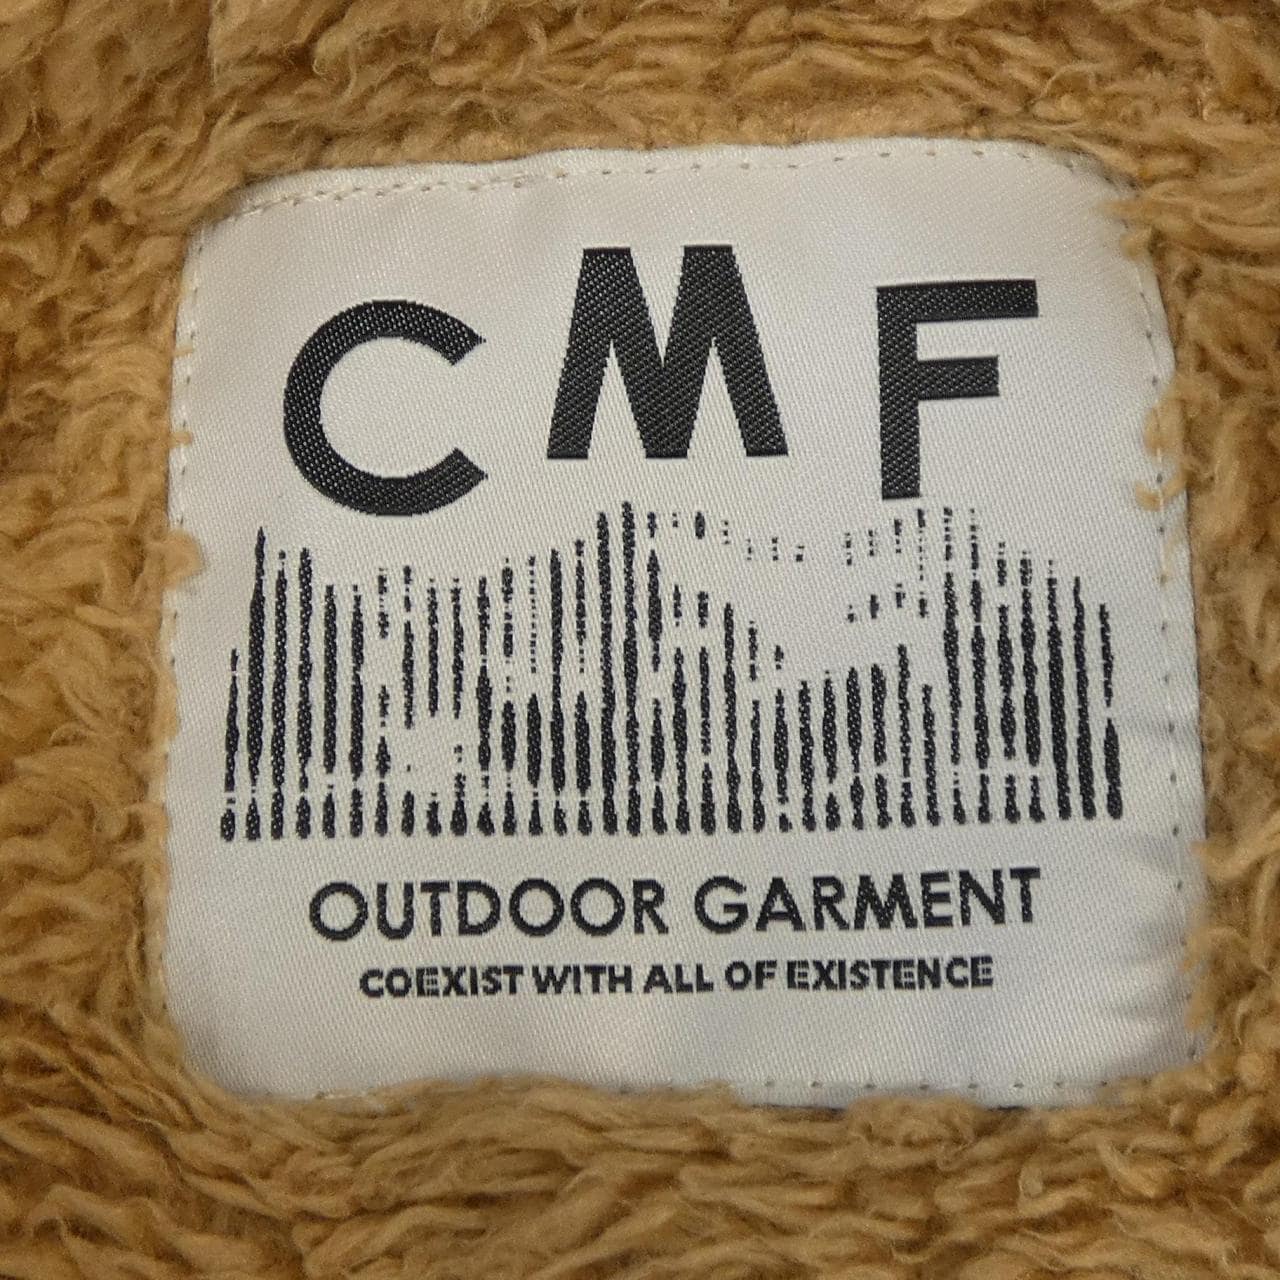 CMF
OUTDOOR GARMENT
COEXIST WITH ALL OF EXISTENCE